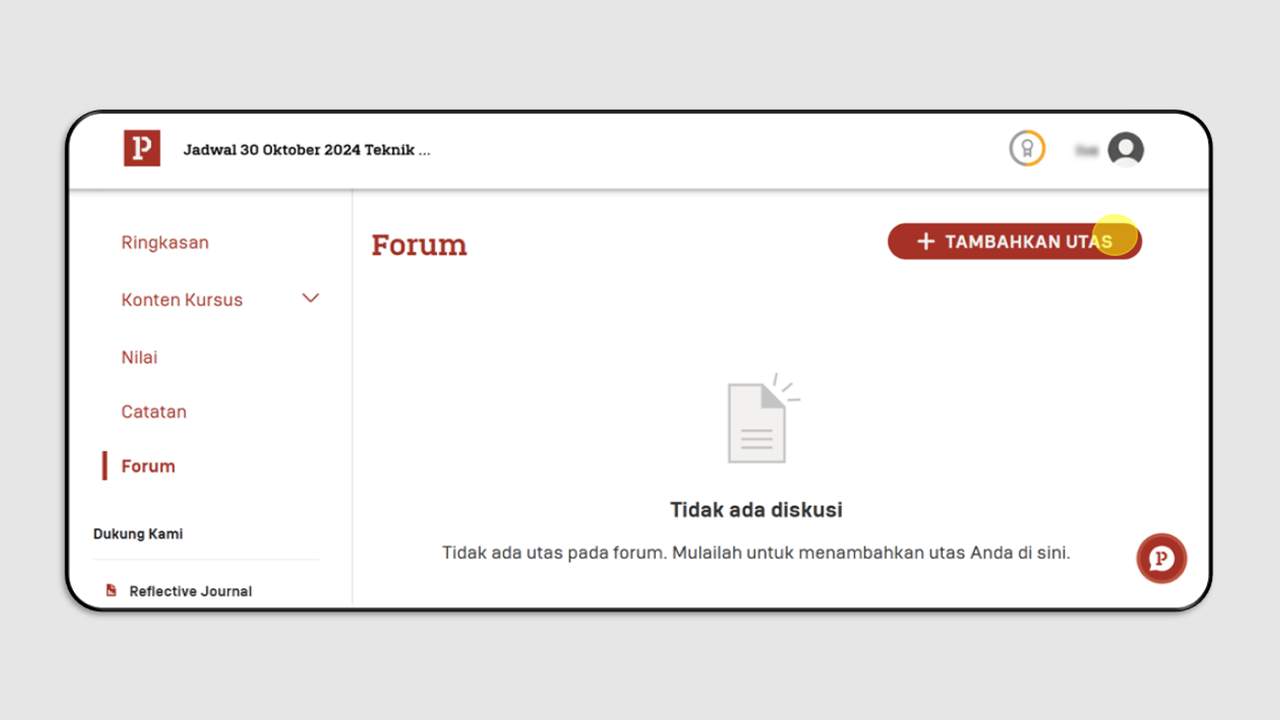 P
Jadwal 30 Oktober 2024 Teknik ...
Ringkasan
Konten Kursus
Nilai
Catatan
Forum
Dukung Kami
Reflective Journal
Forum
+ TAMBAHKAN UTAS
Tidak ada diskusi
Tidak ada utas pada forum. Mulailah untuk menambahkan utas Anda di sini.
P